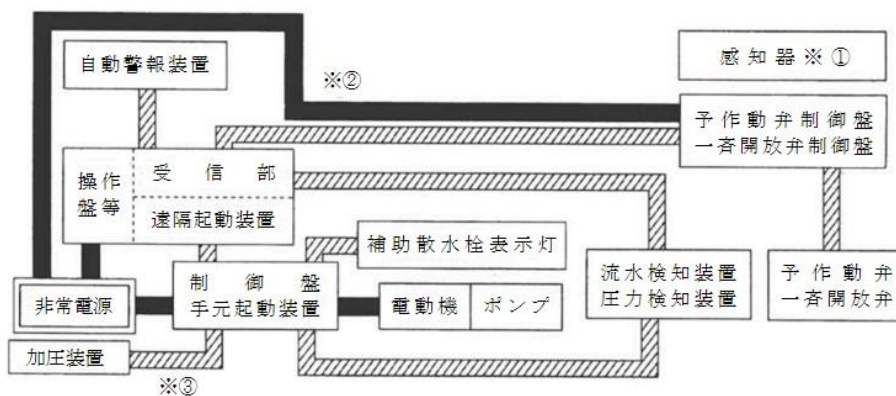 自動警報装置
※②
感知器※①
予作動弁制御盤
一斉開放弁制御盤
操作
盤等
受信部
遠隔起動装置
補助散水栓表示灯
制御盤
手元起動装置
流水検知装置
圧力検知装置
予作動弁
一斉開放弁
非常電源
電動機
ポンプ
加圧装置
※③